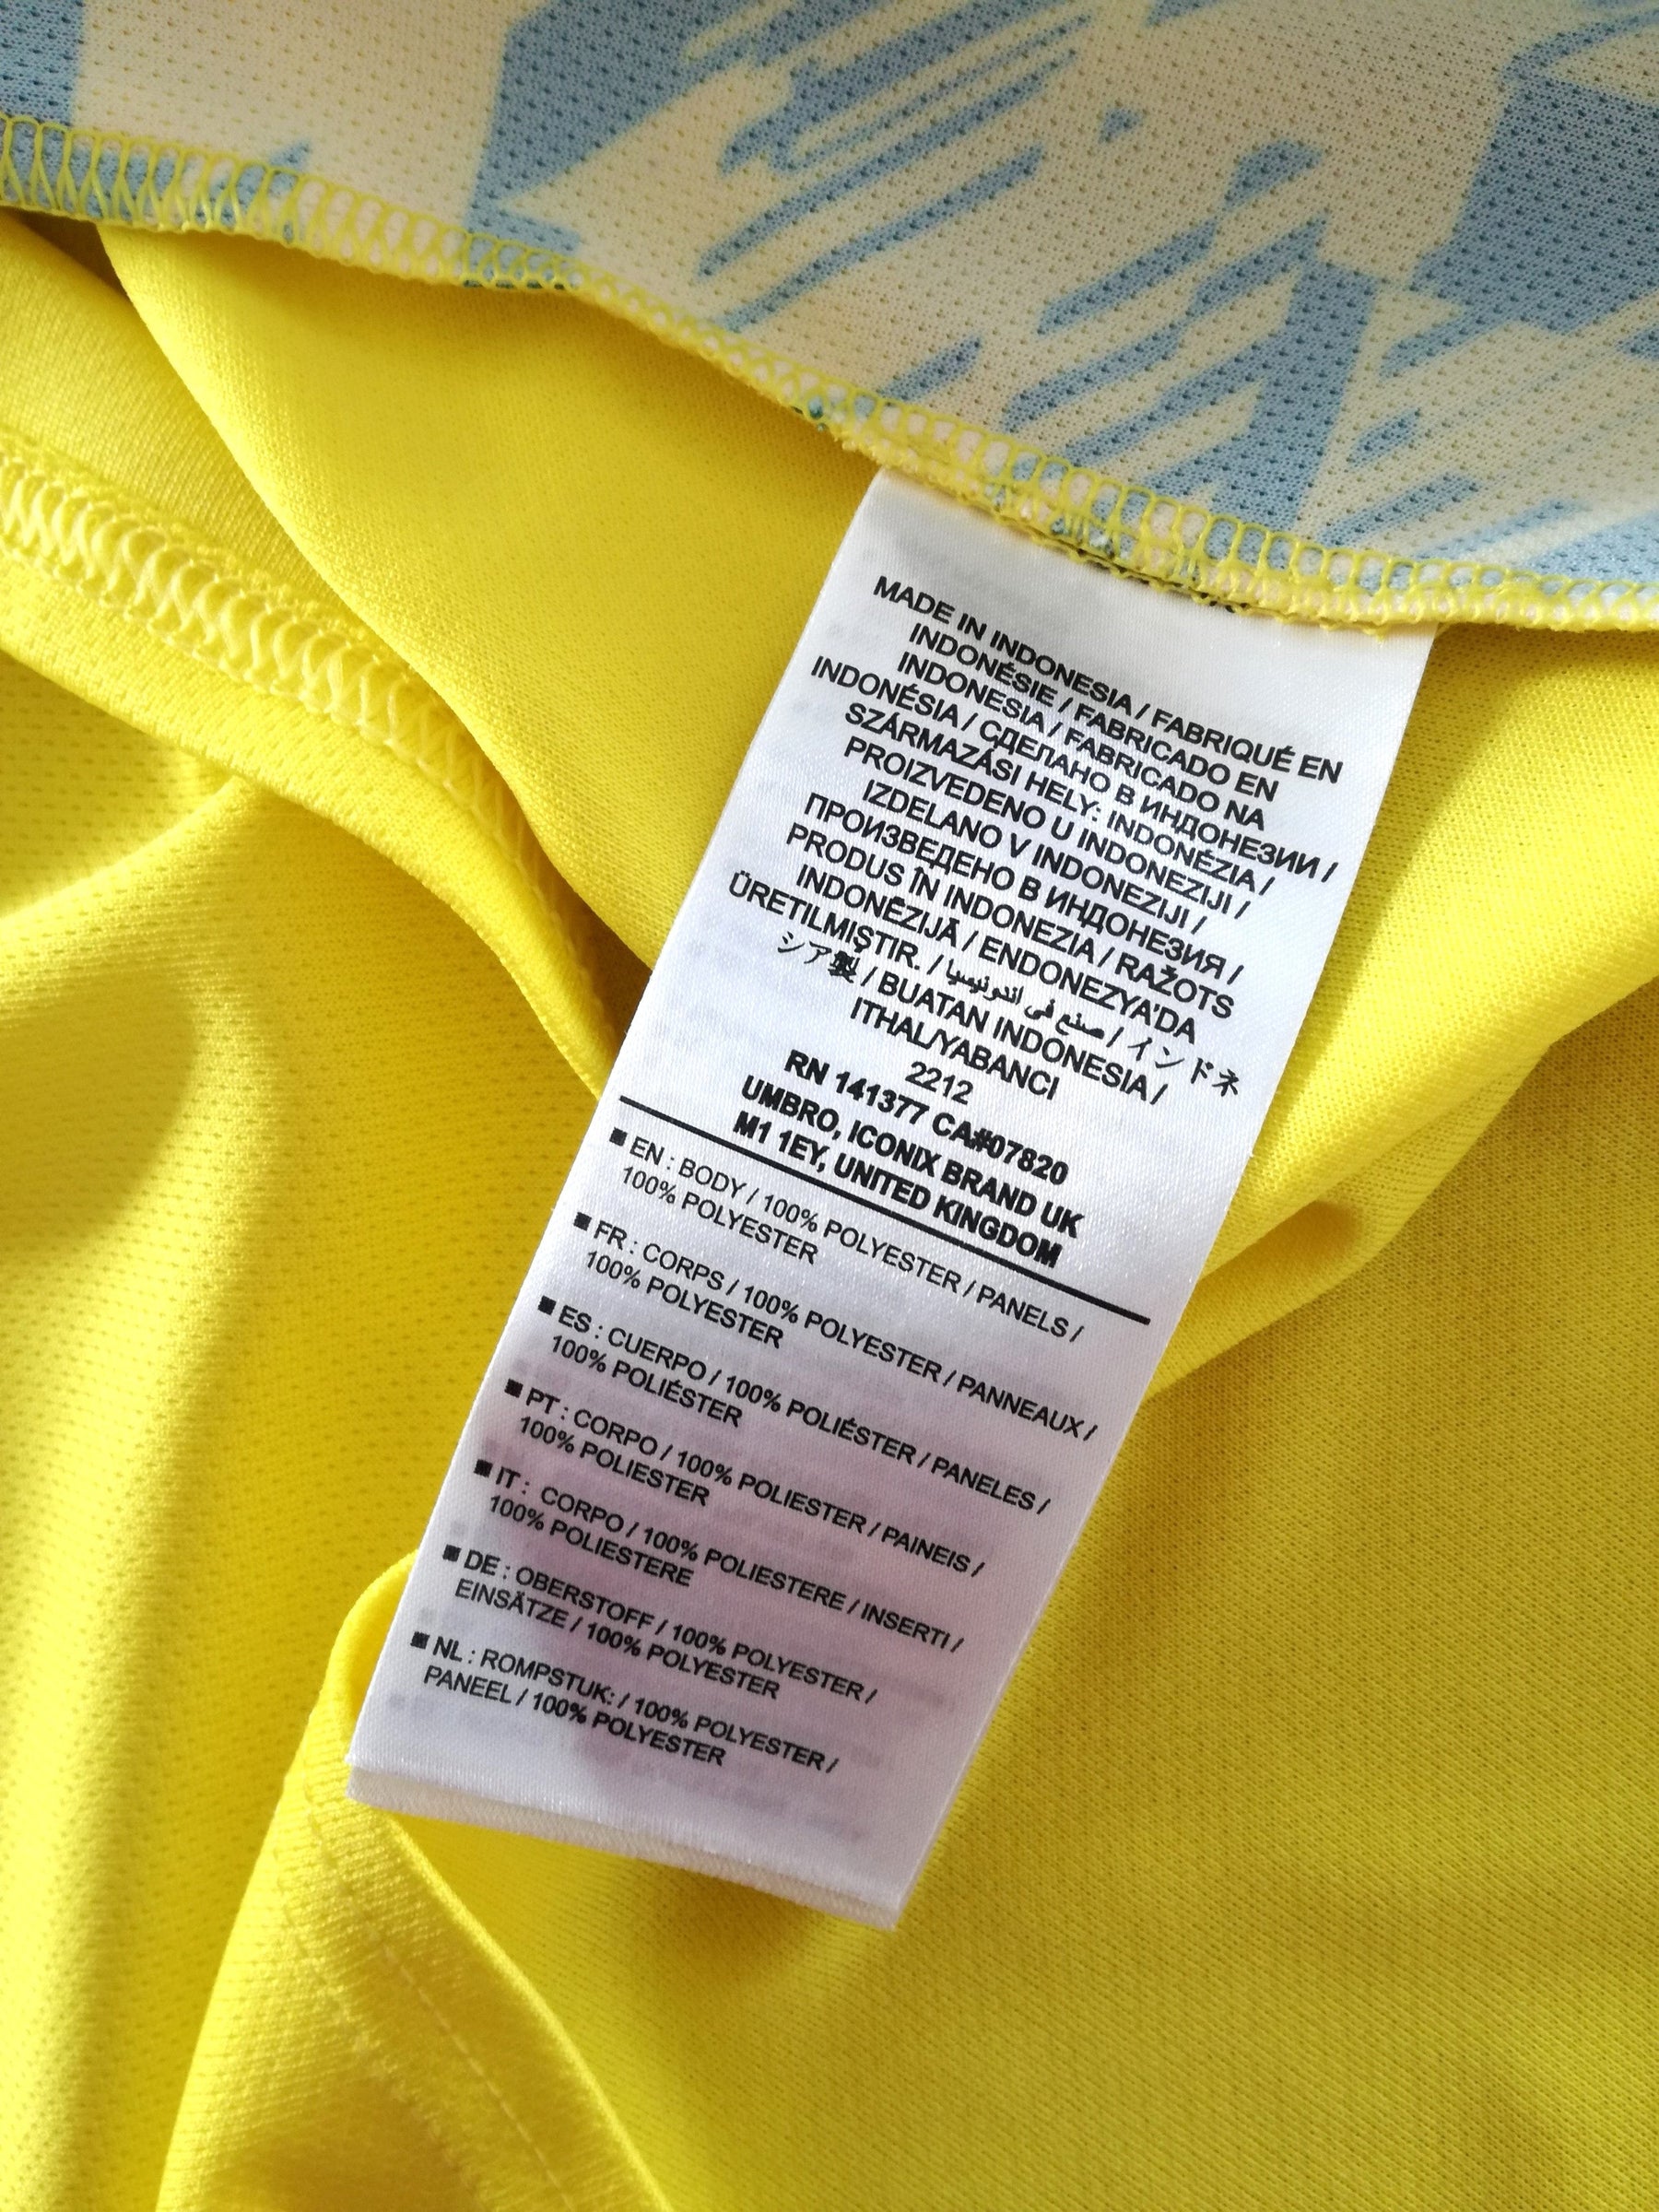 MADE IN INDONESIA / FABRIQUÉ EN
INDONÉSIE / FABRICADO EN
INDONESIA / FABRICADO NA
INDONÉSIA / СДЕЛАНО В ИНДОНЕЗИИ /
SZÁRMAZÁSI HELY: INDONÉZIA /
PROIZVEDENO U INDONEZIJI /
IZDELANO V INDONEZIJI /
ПРОИЗВЕДЕНО В ИНДОНЕЗИЯ /
PRODUS ÎN INDONEZIA / RAŽOTS
INDONĒZIJĀ / ENDONEZYA'DA
ÜRETILMIŞTIR. / صنع في اندونيسيا / インドネ
シア製 / BUATAN INDONESIA /
ITHAL/YABANCI
2212
RN 141377 CA#07820
UMBRO, ICONIX BRAND UK
M1 1EY, UNITED KINGDOM
■ EN : BODY / 100% POLYESTER / PANELS /
100% POLYESTER
■ FR : CORPS / 100% POLYESTER / PANNEAUX /
100% POLYESTER
■ ES : CUERPO / 100% POLIÉSTER / PANELES /
100% POLIÉSTER
■ PT : CORPO / 100% POLIESTER / PAINEIS /
100% POLIESTER
■ IT : CORPO / 100% POLIESTERE / INSERTI /
100% POLIESTERE
■ DE : OBERSTOFF / 100% POLYESTER /
EINSÄTZE / 100% POLYESTER
■ NL : ROMPSTUK: / 100% POLYESTER /
PANEEL / 100% POLYESTER